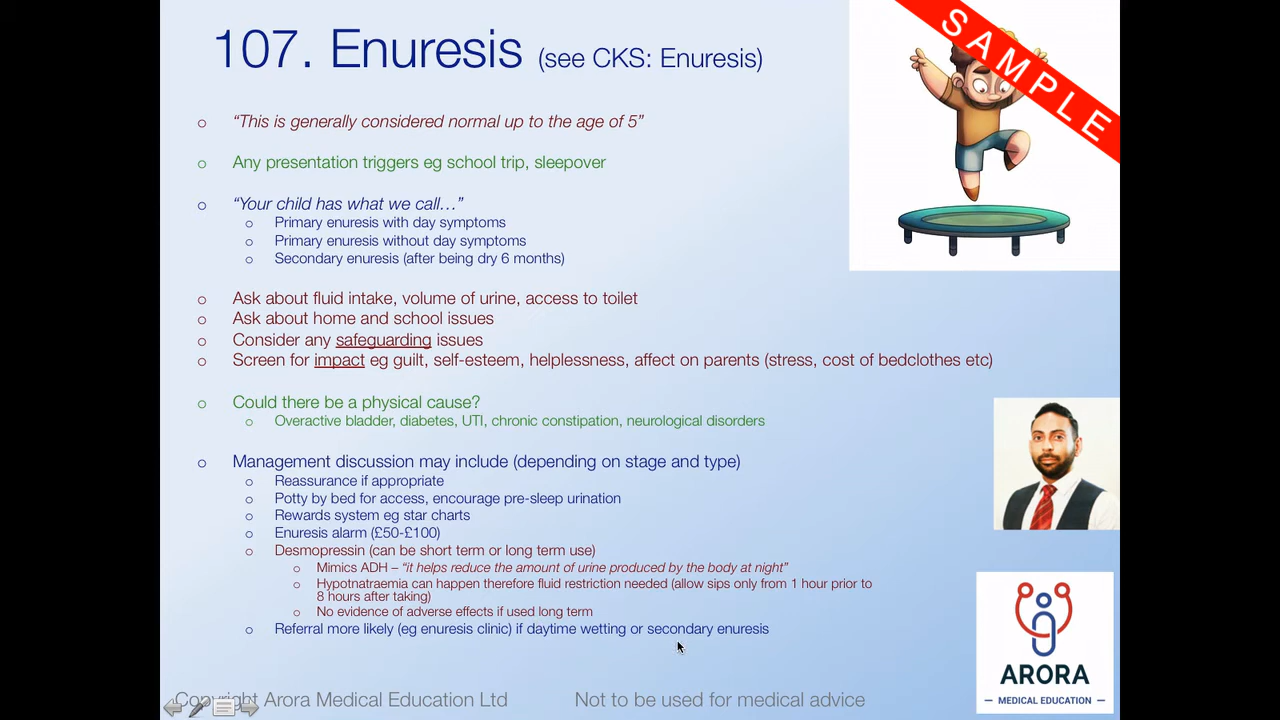 107. Enuresis (see CKS: Enuresis)
SAMPLE
“This is generally considered normal up to the age of 5”
Any presentation triggers eg school trip, sleepover
“Your child has what we call…”
Primary enuresis with day symptoms
Primary enuresis without day symptoms
Secondary enuresis (after being dry 6 months)
Ask about fluid intake, volume of urine, access to toilet
Ask about home and school issues
Consider any safeguarding issues
Screen for impact eg guilt, self-esteem, helplessness, affect on parents (stress, cost of bedclothes etc)
Could there be a physical cause?
Overactive bladder, diabetes, UTI, chronic constipation, neurological disorders
Management discussion may include (depending on stage and type)
Reassurance if appropriate
Potty by bed for access, encourage pre-sleep urination
Rewards system eg star charts
Enuresis alarm (£50-£100)
Desmopressin (can be short term or long term use)
Mimics ADH – “it helps reduce the amount of urine produced by the body at night”
Hypotnatraemia can happen therefore fluid restriction needed (allow sips only from 1 hour prior to
8 hours after taking)
No evidence of adverse effects if used long term
Referral more likely (eg enuresis clinic) if daytime wetting or secondary enuresis
ARORA
MEDICAL EDUCATION
Copyright Arora Medical Education Ltd
Not to be used for medical advice